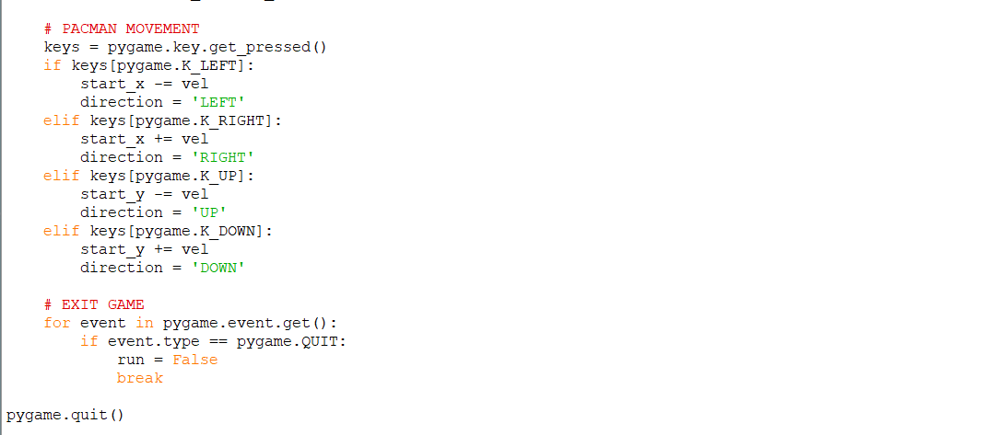 # PACMAN MOVEMENT
keys = pygame.key.get_pressed()
if keys[pygame.K_LEFT]:
start_x -= vel
direction = 'LEFT'
elif keys[pygame.K_RIGHT]:
start_x += vel
direction = 'RIGHT'
elif keys[pygame.K_UP]:
start_y -= vel
direction = 'UP'
elif keys[pygame.K_DOWN]:
start_y += vel
direction = 'DOWN'
# EXIT GAME
for event in pygame.event.get():
if event.type == pygame.QUIT:
run = False
break
pygame.quit()